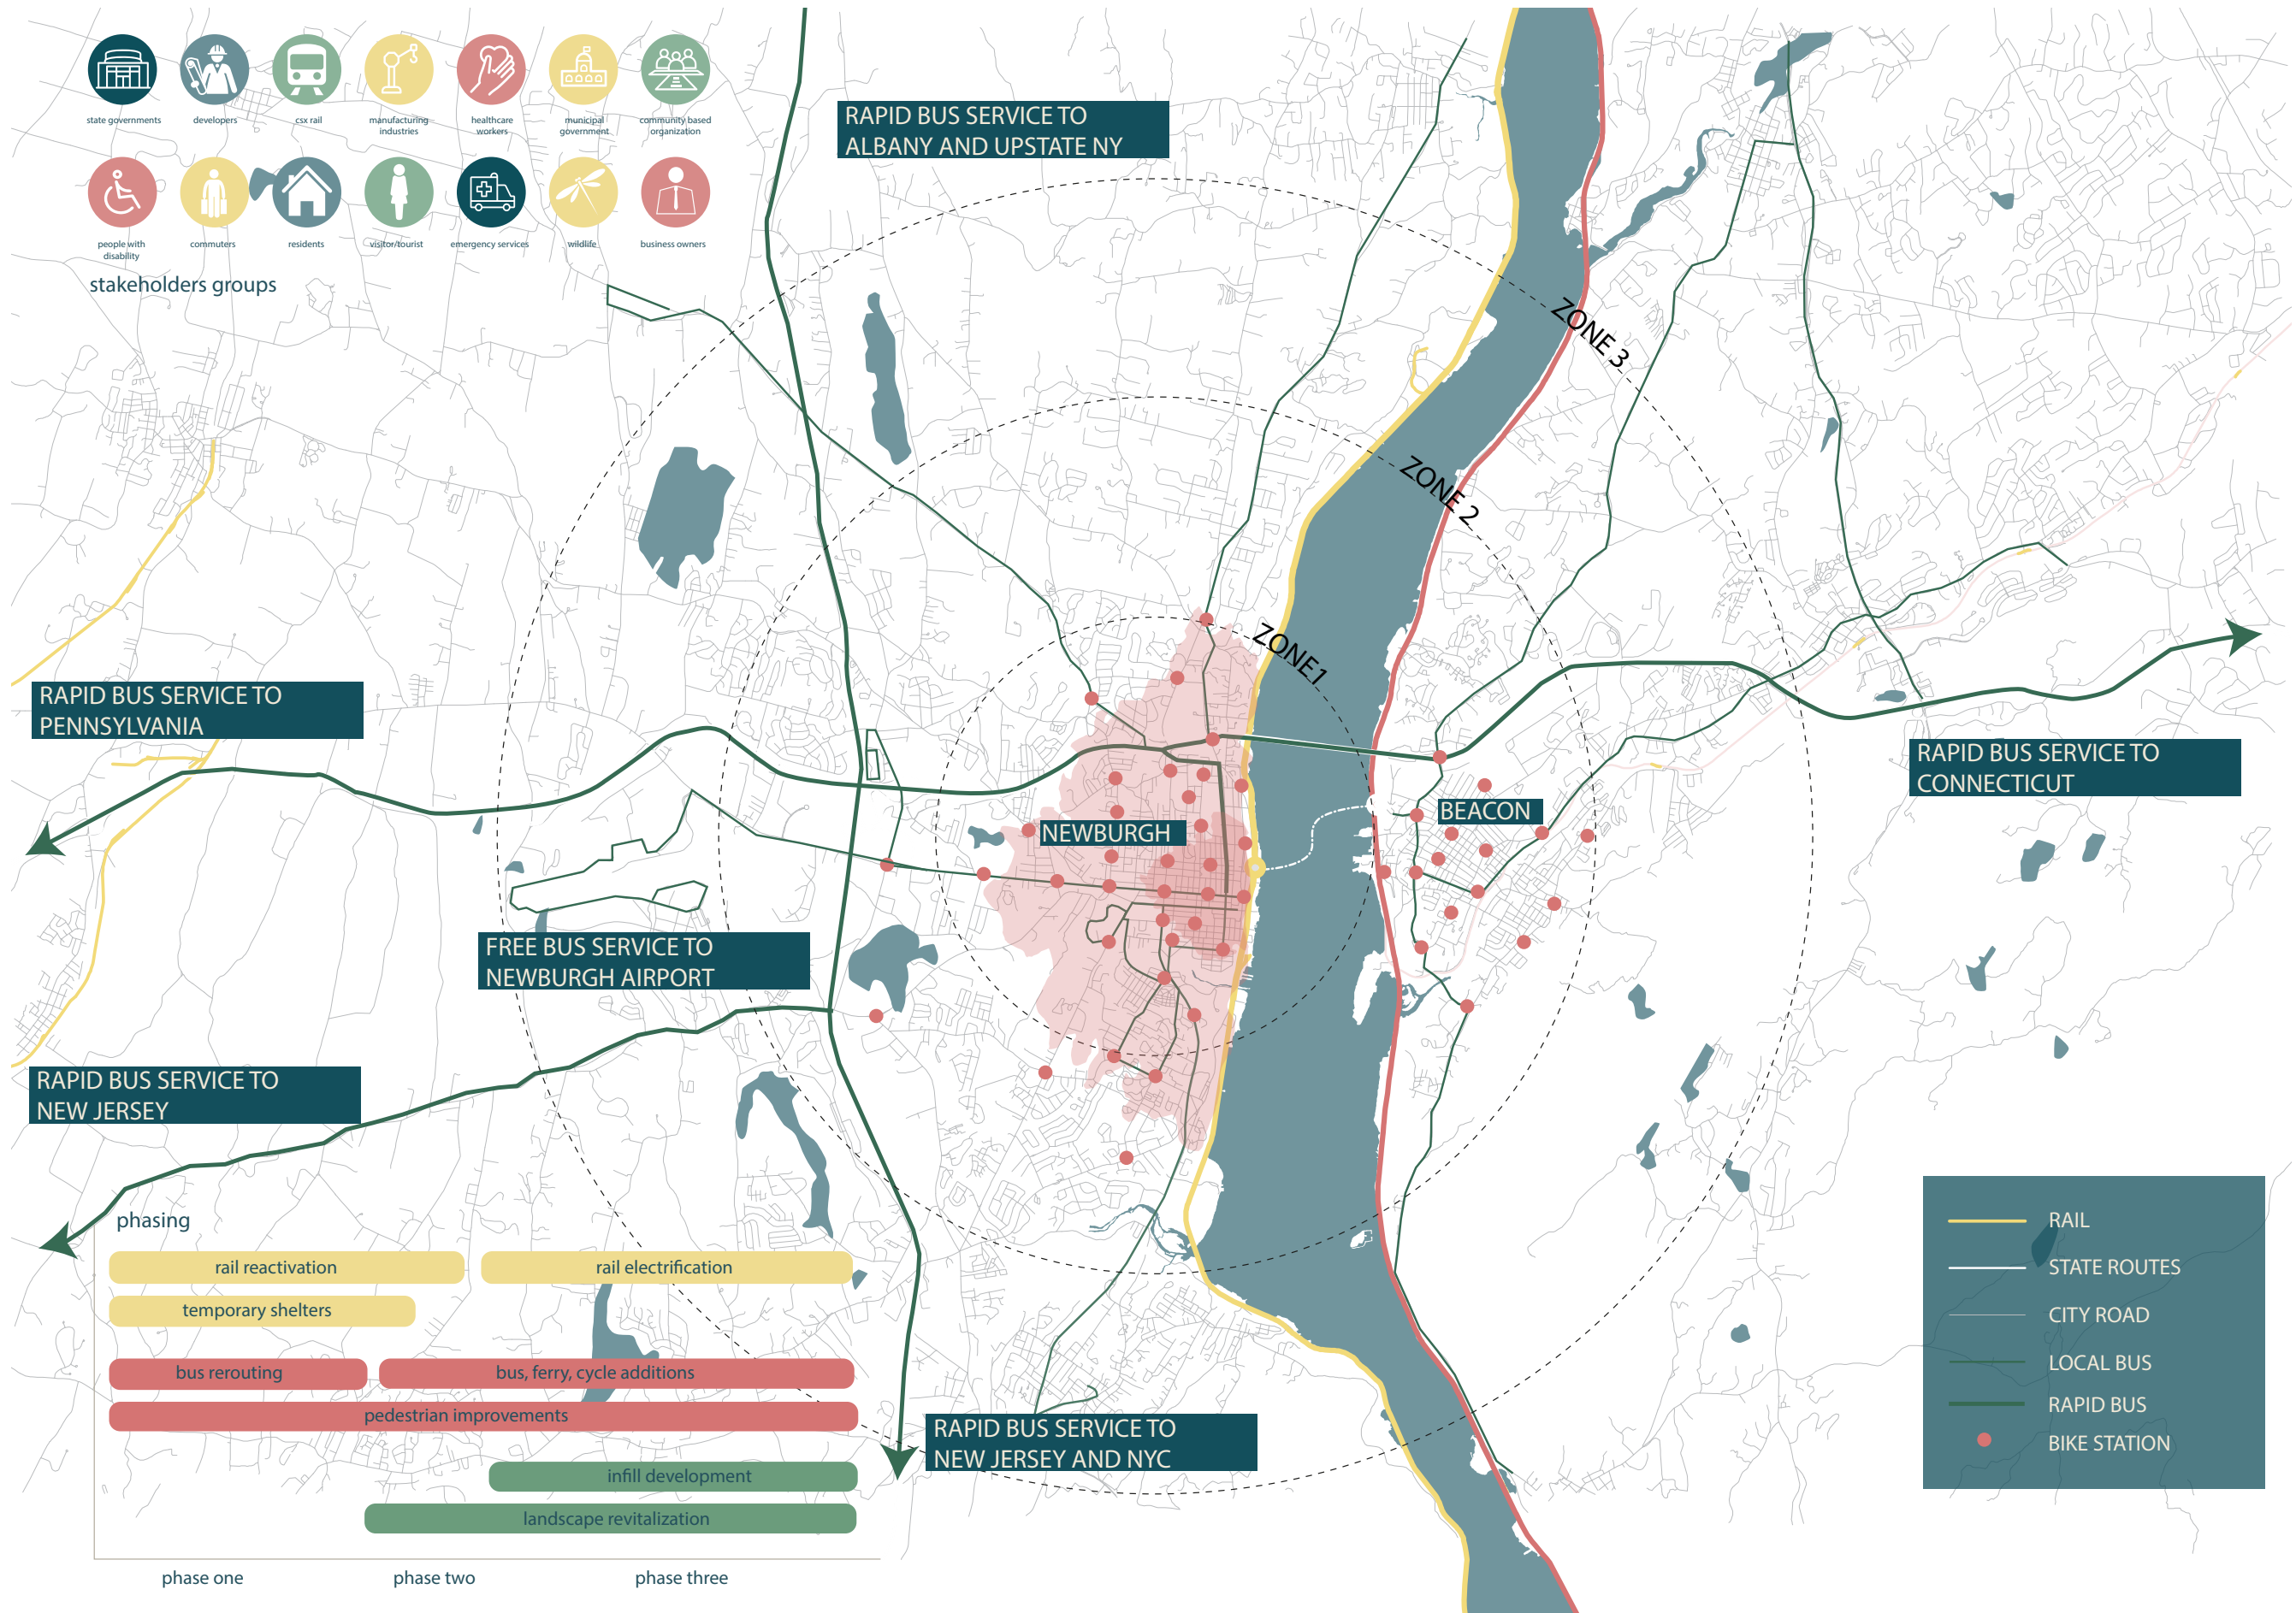 state governments
developers
csx rail
manufacturing
industries
healthcare
workers
municipal
government
community based
organization
people with
disability
commuters
residents
visitor/tourist
emergency services
wildlife
business owners
stakeholders groups
RAPID BUS SERVICE TO
ALBANY AND UPSTATE NY
ZONE 3
ZONE 2
ZONE1
RAPID BUS SERVICE TO
PENNSYLVANIA
RAPID BUS SERVICE TO
CONNECTICUT
NEWBURGH
BEACON
FREE BUS SERVICE TO
NEWBURGH AIRPORT
RAPID BUS SERVICE TO
NEW JERSEY
RAPID BUS SERVICE TO
NEW JERSEY AND NYC
phasing
rail reactivation
rail electrification
temporary shelters
bus rerouting
bus, ferry, cycle additions
pedestrian improvements
infill development
landscape revitalization
phase one
phase two
phase three
RAIL
STATE ROUTES
CITY ROAD
LOCAL BUS
RAPID BUS
BIKE STATION